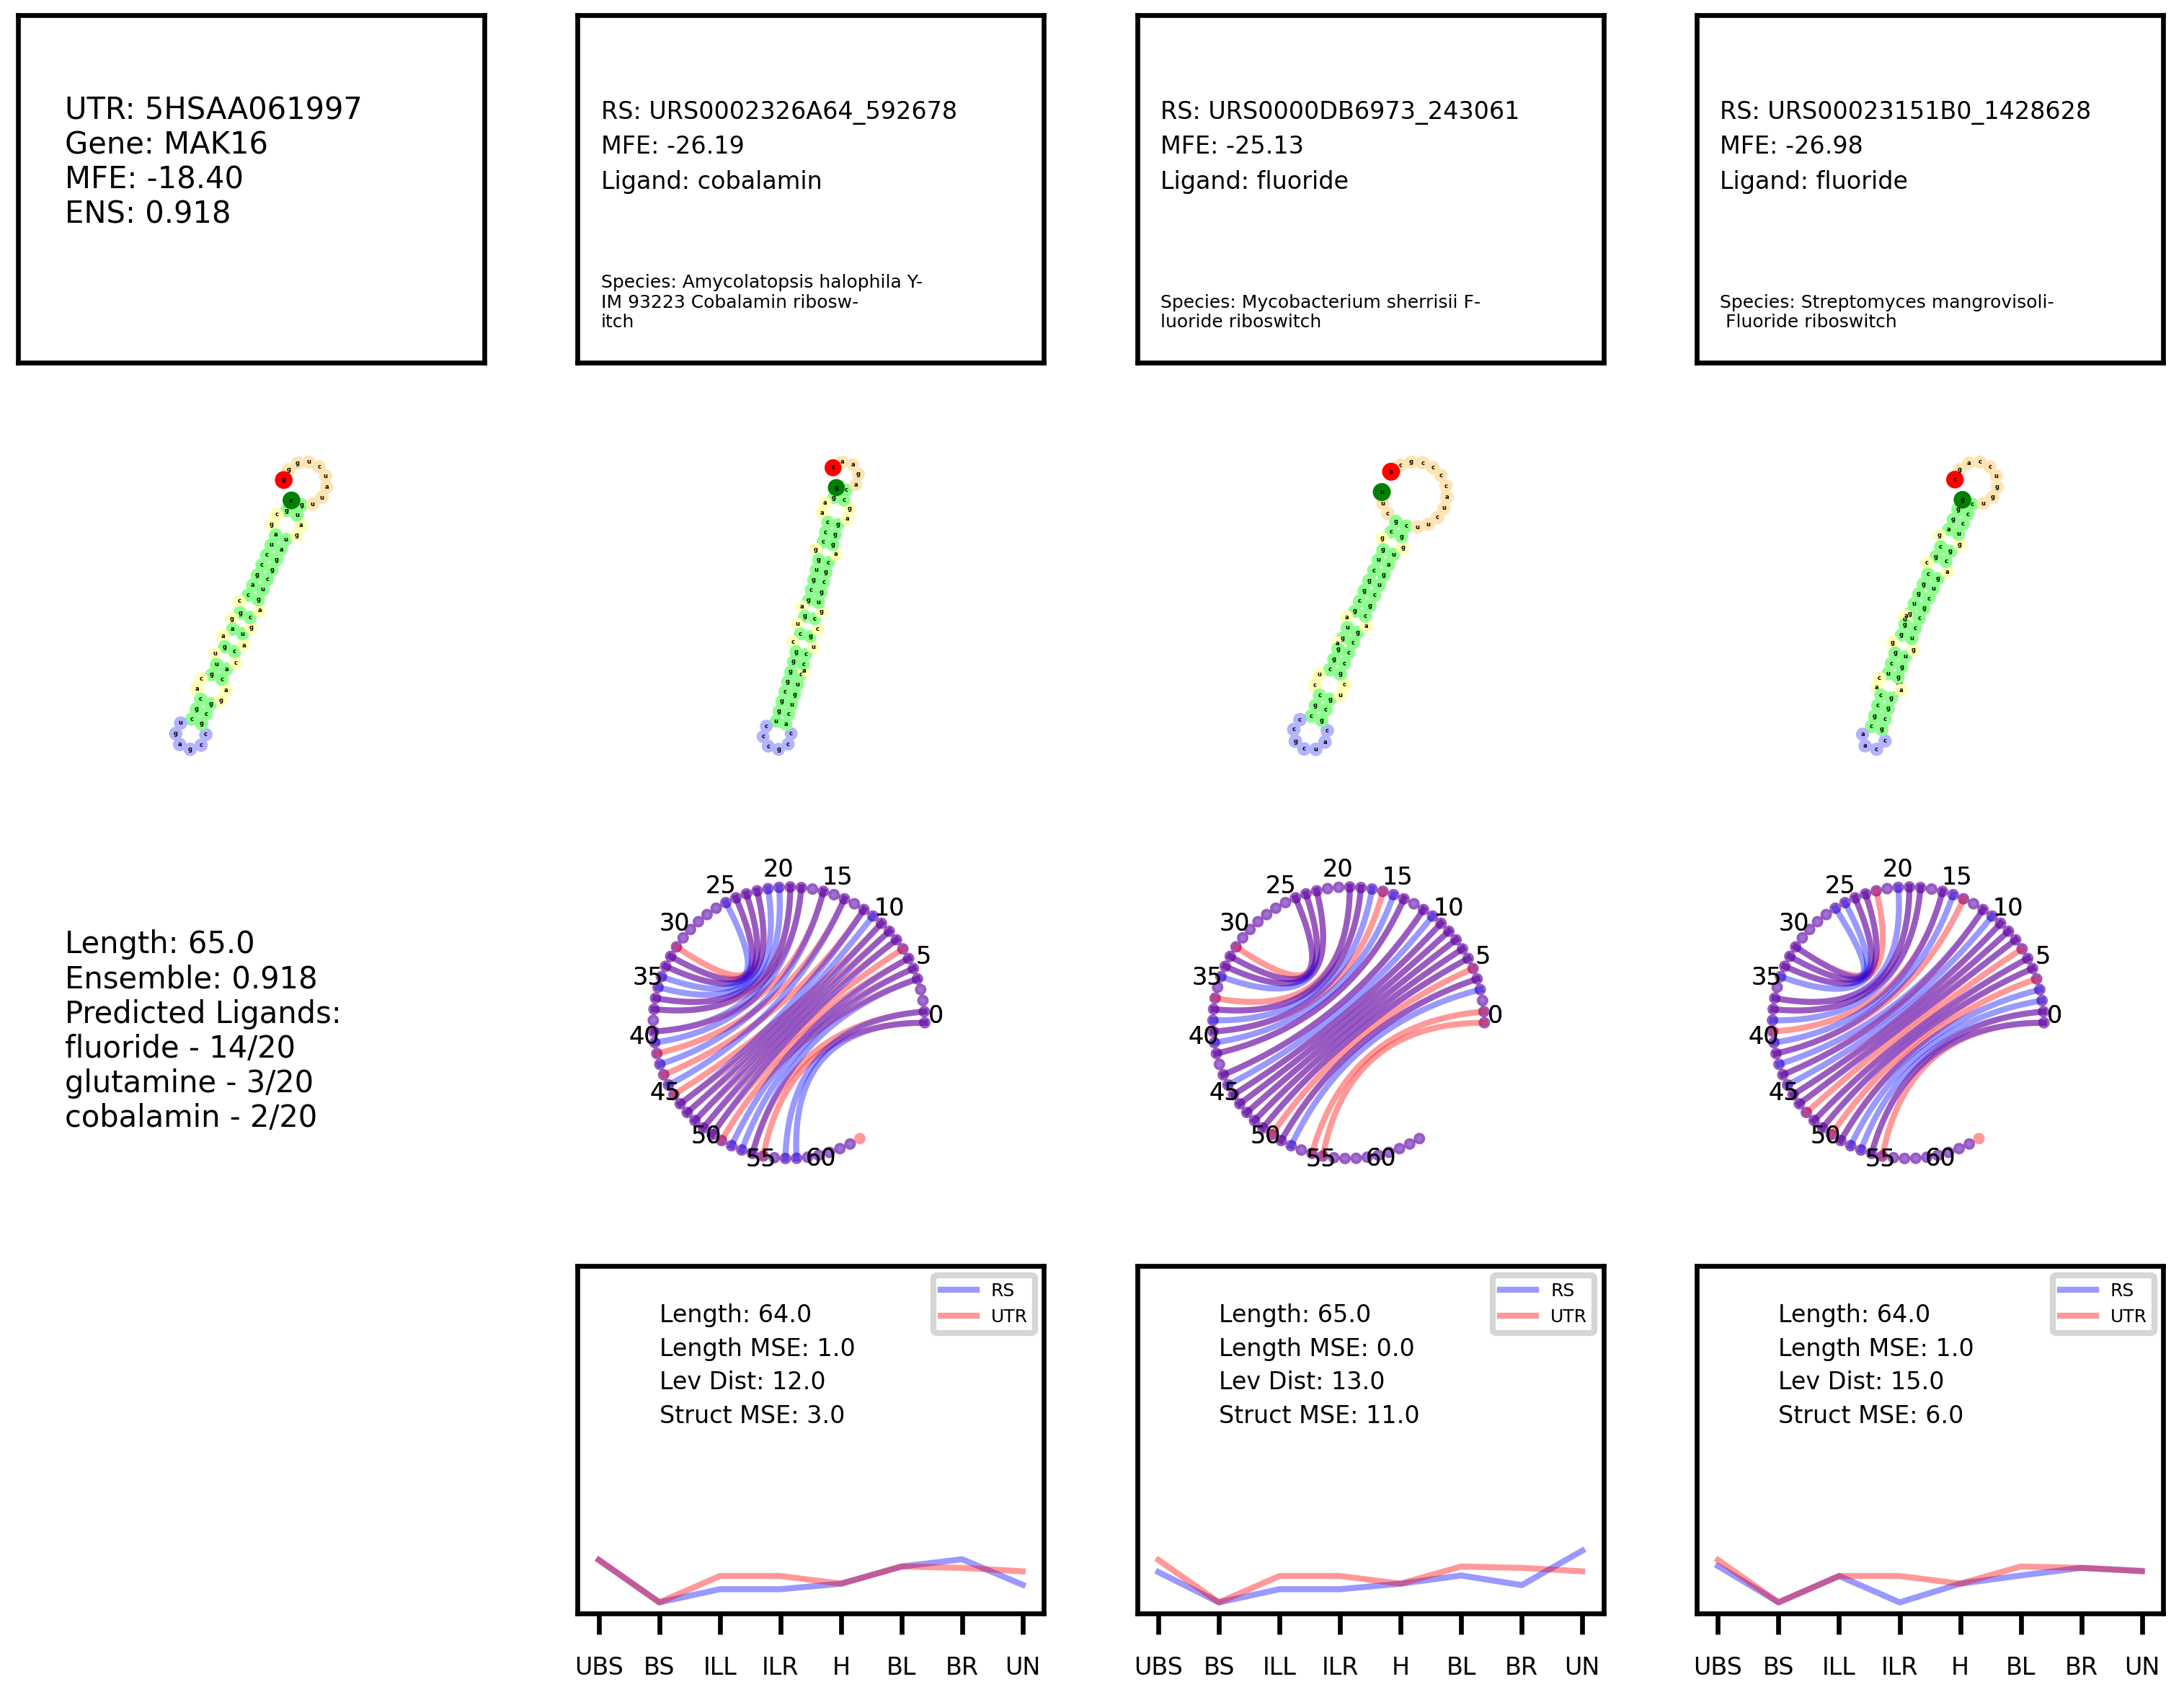 UTR: 5HSAA061997
Gene: MAK16
MFE: -18.40
ENS: 0.918
RS: URS0002326A64_592678
MFE: -26.19
Ligand: cobalamin
Species: Amycolatopsis halophila Y-
IM 93223 Cobalamin ribosw-
itch
RS: URS0000DB6973_243061
MFE: -25.13
Ligand: fluoride
Species: Mycobacterium sherrisii F-
luoride riboswitch
RS: URS00023151B0_1428628
MFE: -26.98
Ligand: fluoride
Species: Streptomyces mangrovisoli-
Fluoride riboswitch
Length: 65.0
Ensemble: 0.918
Predicted Ligands:
fluoride - 14/20
glutamine - 3/20
cobalamin - 2/20
0
5
10
15
20
25
30
35
40
45
50
55
60
0
5
10
15
20
25
30
35
40
45
50
55
60
0
5
10
15
20
25
30
35
40
45
50
55
60
RS
UTR
Length: 64.0
Length MSE: 1.0
Lev Dist: 12.0
Struct MSE: 3.0
UBS BS ILL ILR H BL BR UN
RS
UTR
Length: 65.0
Length MSE: 0.0
Lev Dist: 13.0
Struct MSE: 11.0
UBS BS ILL ILR H BL BR UN
RS
UTR
Length: 64.0
Length MSE: 1.0
Lev Dist: 15.0
Struct MSE: 6.0
UBS BS ILL ILR H BL BR UN